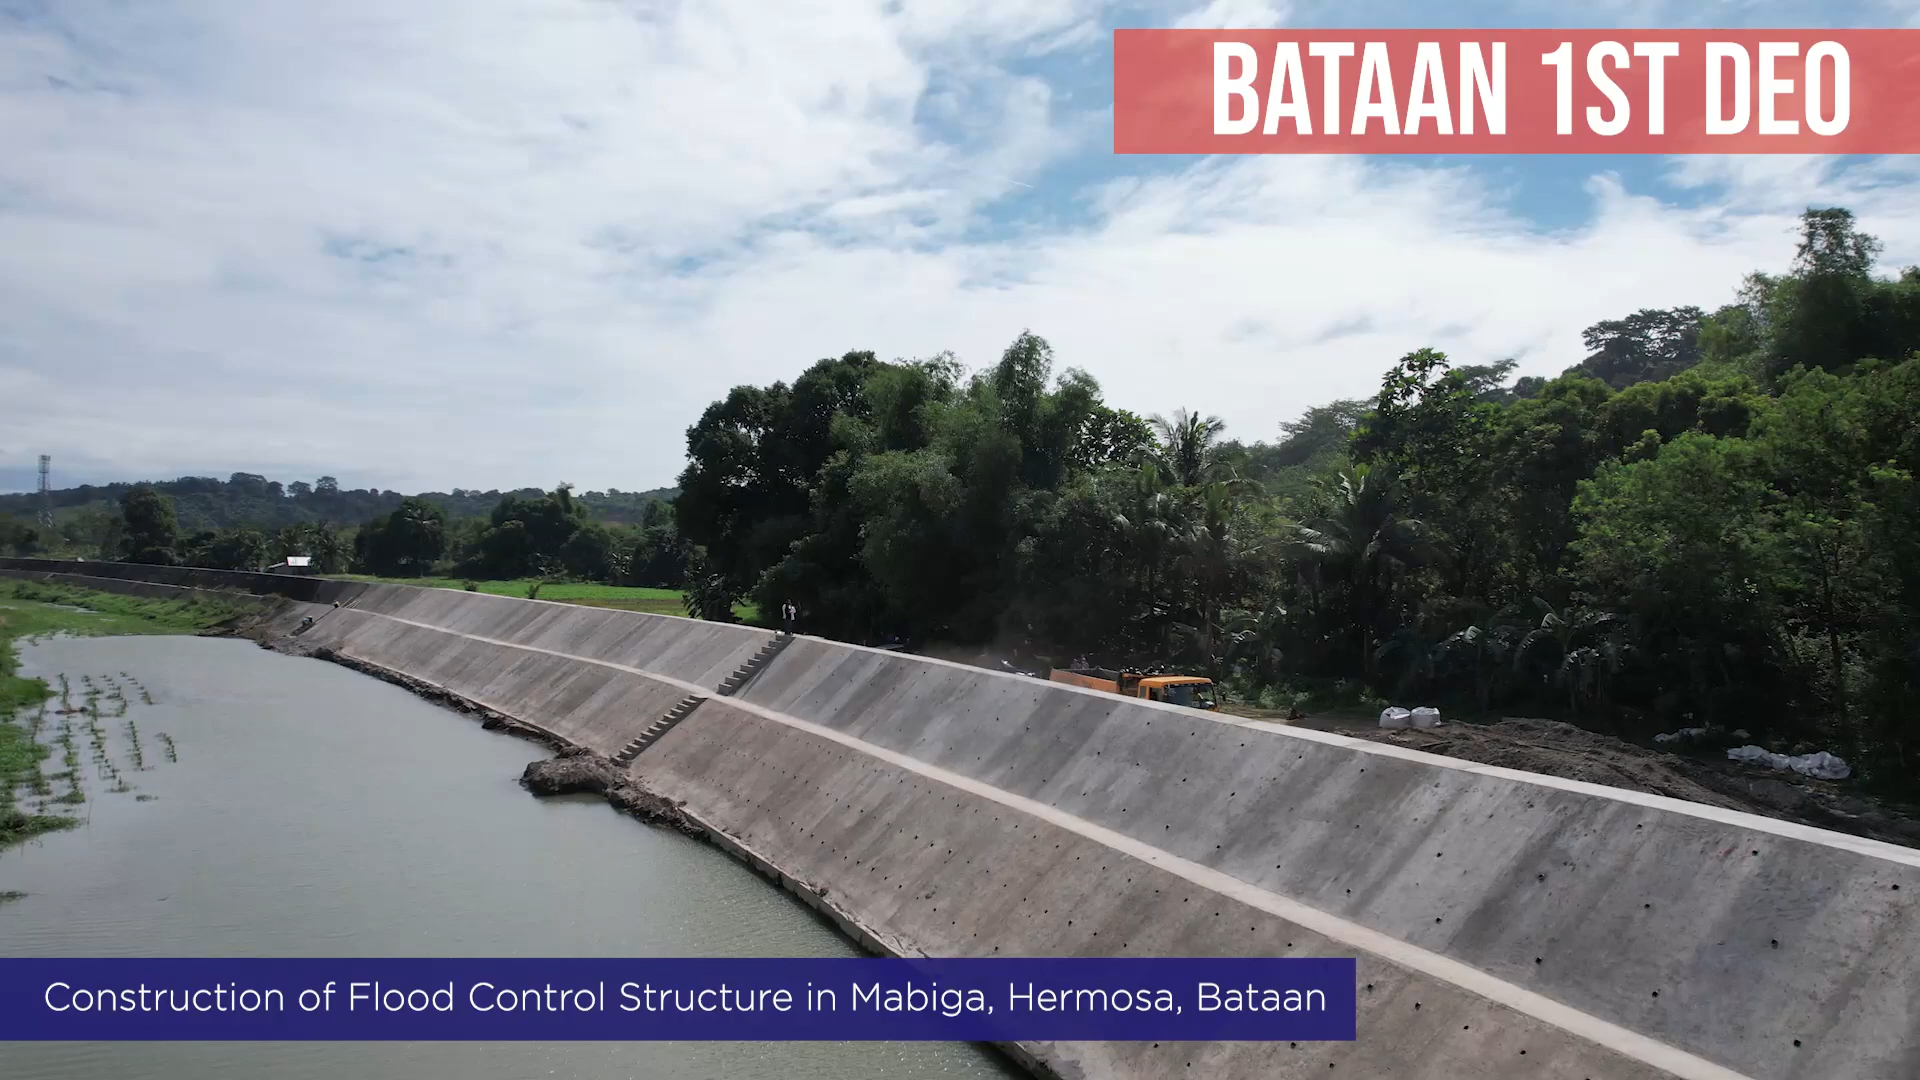 BATAAN 1ST DEO
Construction of Flood Control Structure in Mabiga, Hermosa, Bataan